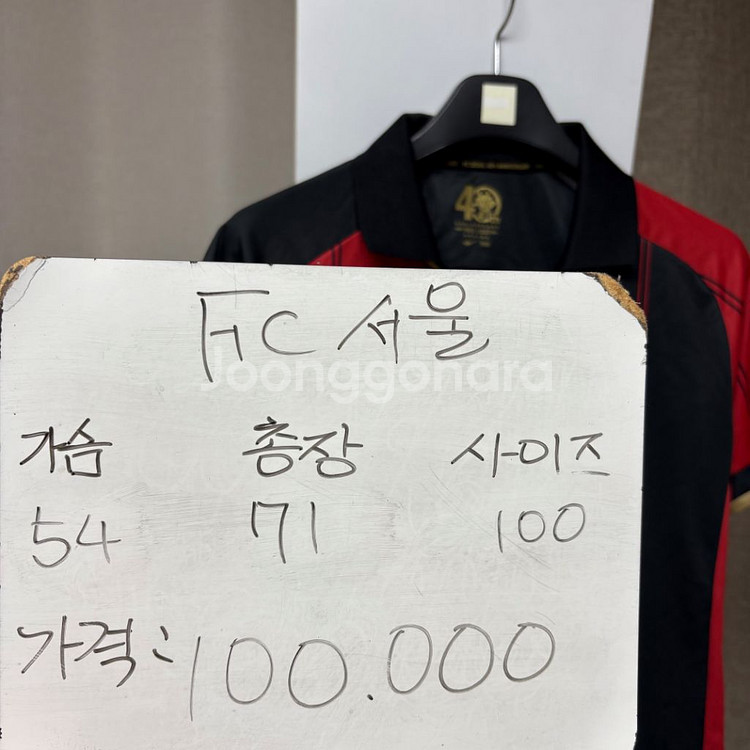 40
FC 서울
Joonggonara
가슴 총장 사이즈
54 71 100
가격: 100.000